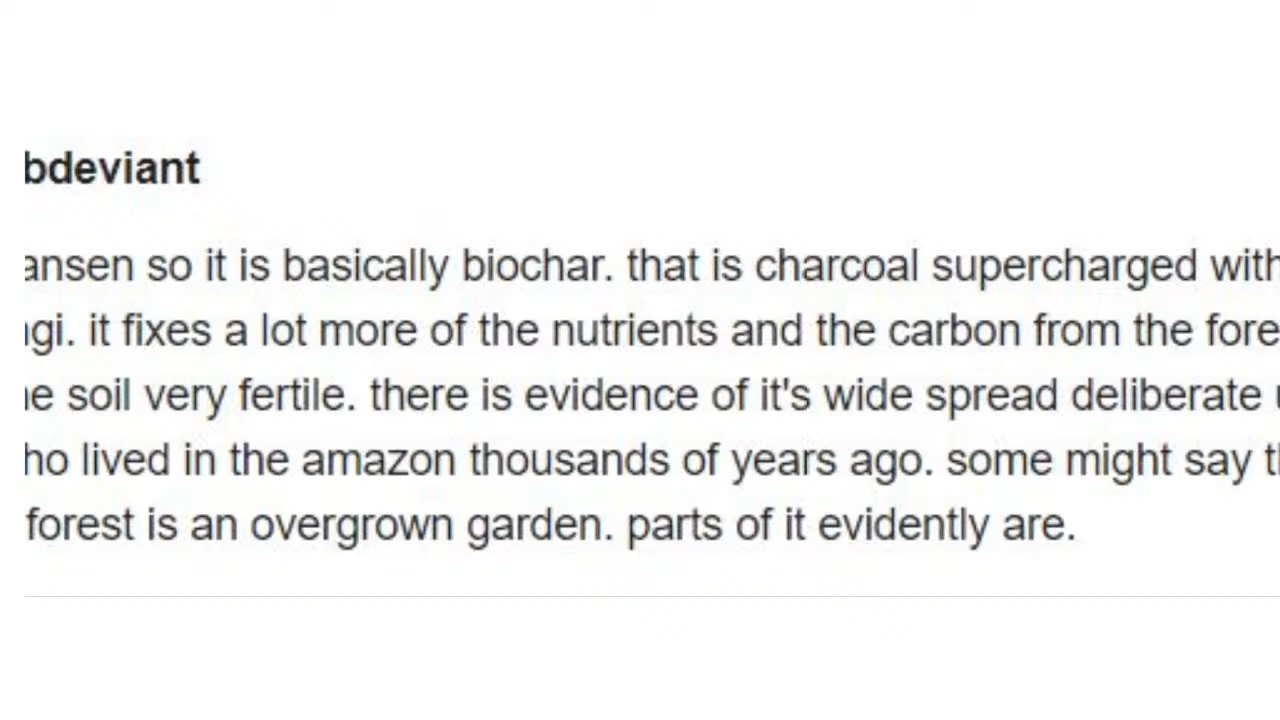 bdeviant
ansen so it is basically biochar. that is charcoal supercharged with
gi. it fixes a lot more of the nutrients and the carbon from the fore
e soil very fertile. there is evidence of it's wide spread deliberate
ho lived in the amazon thousands of years ago. some might say
forest is an overgrown garden. parts of it evidently are.